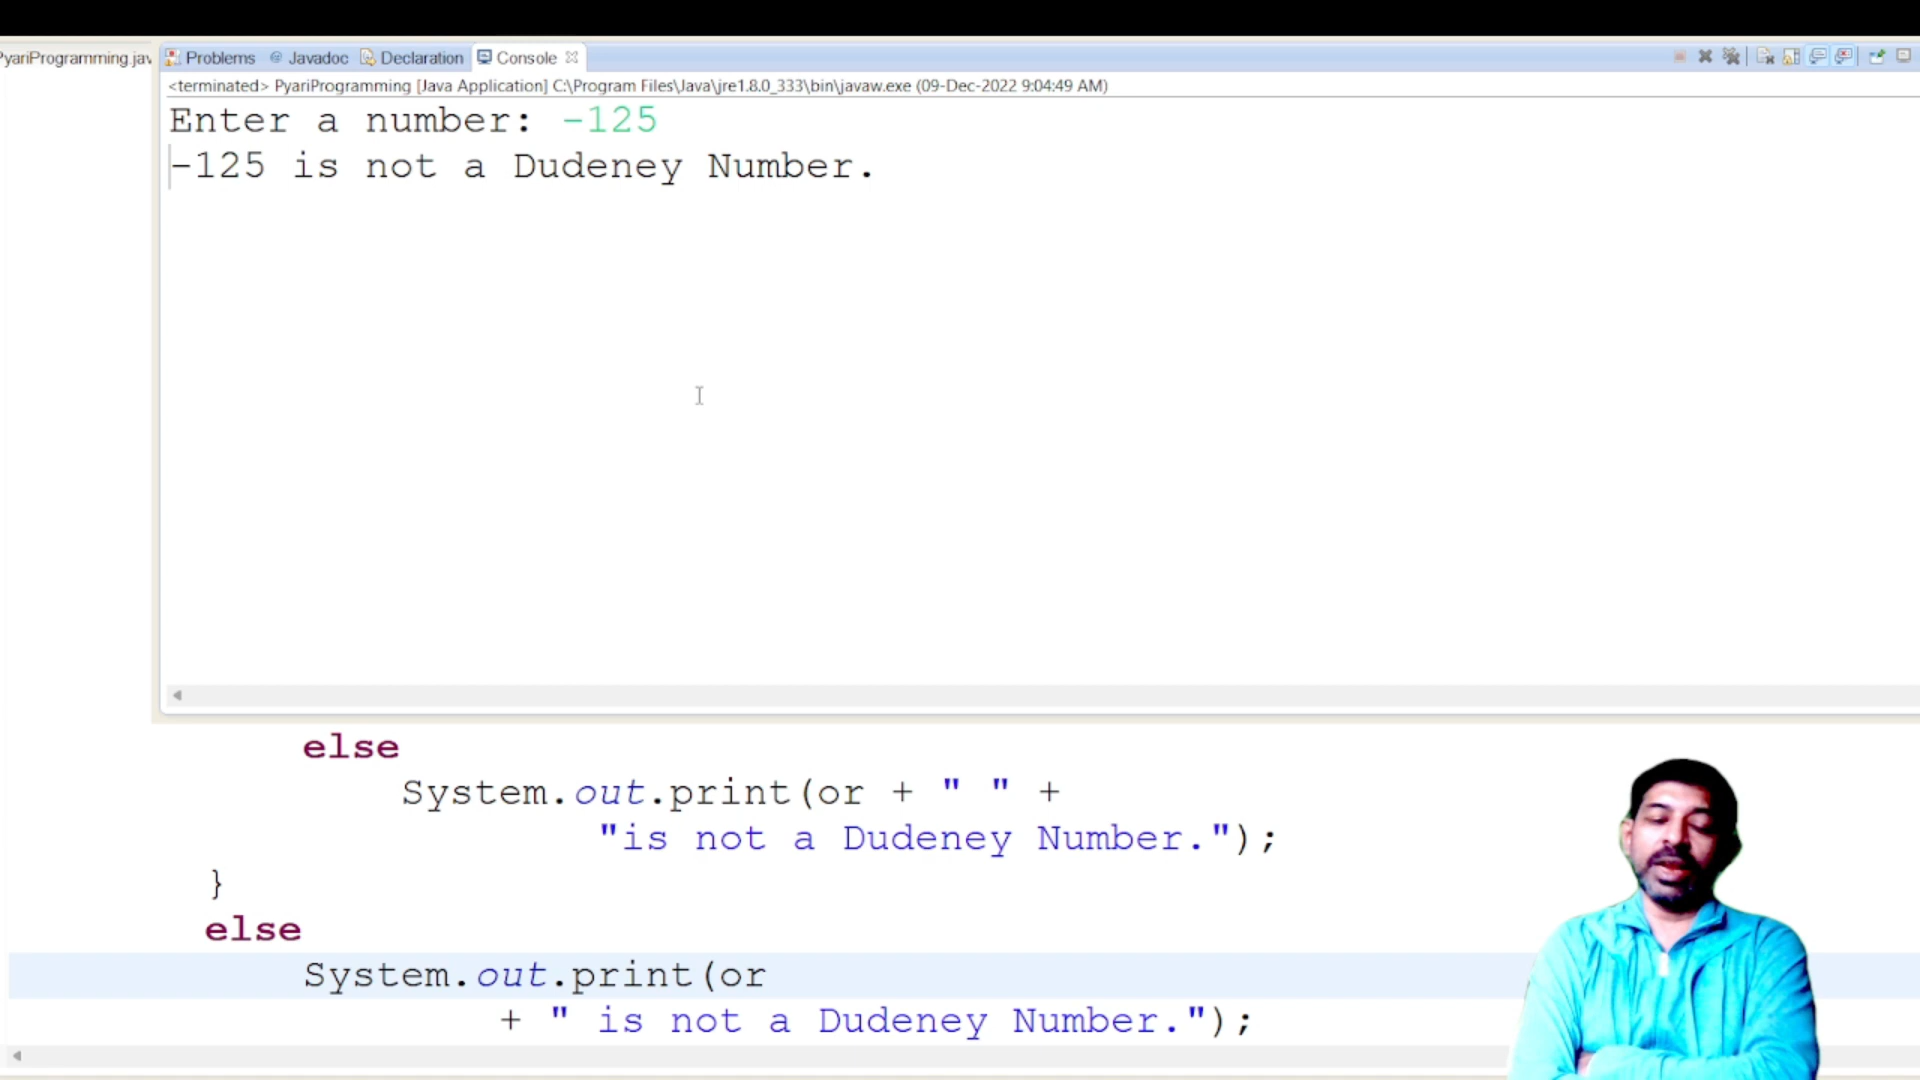 PyariProgramming.jav
Problems @ Javadoc Declaration Console
<terminated> PyariProgramming [Java Application] C:\Program Files\Java\jre1.8.0_333\bin\javaw.exe (09-Dec-2022 9:04:49 AM)
Enter a number: -125
-125 is not a Dudeney Number.
else
System.out.print(or + " " +
"is not a Dudeney Number.");
}
else
System.out.print(or
+ " is not a Dudeney Number.");